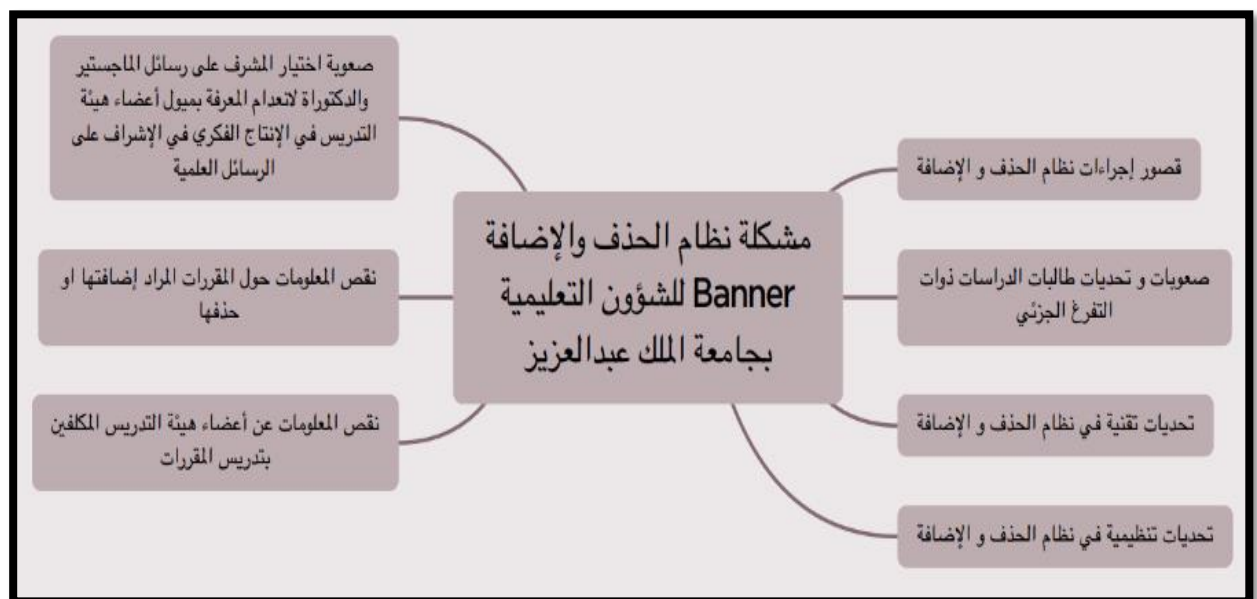 مشكلة نظام الحذف والإضافة
Banner للشؤون التعليمية
بجامعة الملك عبدالعزيز
قصور إجراءات نظام الحذف و الإضافة
صعوبات و تحديات طالبات الدراسات ذوات
التفرغ الجزئي
تحديات تقنية في نظام الحذف و الإضافة
تحديات تنظيمية في نظام الحذف و الإضافة
صعوبة اختيار المشرف على رسائل الماجستير
والدكتوراة لانعدام المعرفة بميول أعضاء هيئة
التدريس في الإنتاج الفكري في الإشراف على
الرسائل العلمية
نقص المعلومات حول المقررات المراد إضافتها او
حذفها
نقص المعلومات عن أعضاء هيئة التدريس المكلفين
بتدريس المقررات